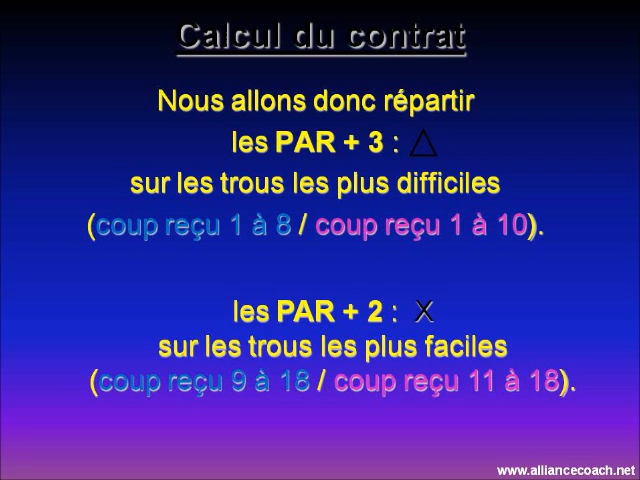 Calcul du contrat
Nous allons donc répartir
les PAR + 3 : △
sur les trous les plus difficiles
(coup reçu 1 à 8 / coup reçu 1 à 10).
les PAR + 2 : X
sur les trous les plus faciles
(coup reçu 9 à 18 / coup reçu 11 à 18).
www.alliancecoach.net